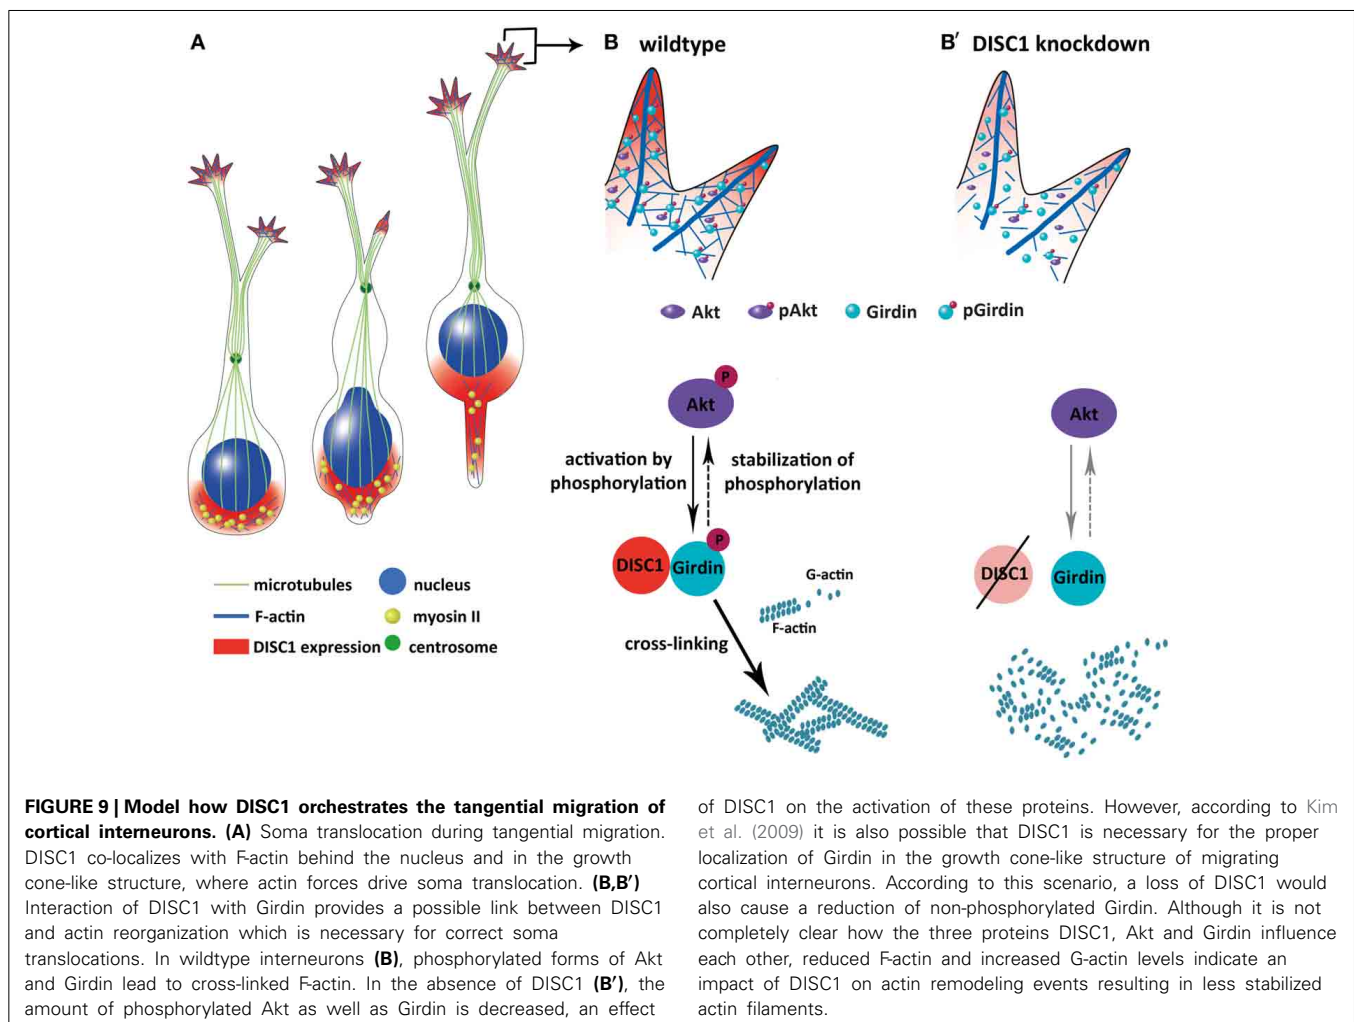 A
B wildtype
B′ DISC1 knockdown
Akt pAkt Girdin pGirdin
P
Akt
activation by
phosphorylation
stabilization of
phosphorylation
P
DISC1 Girdin
G-actin
F-actin
cross-linking
Akt
DISC1 Girdin
microtubules nucleus
F-actin myosin II
DISC1 expression centrosome
FIGURE 9 | Model how DISC1 orchestrates the tangential migration of
cortical interneurons. (A) Soma translocation during tangential migration.
DISC1 co-localizes with F-actin behind the nucleus and in the growth
cone-like structure, where actin forces drive soma translocation. (B,B′)
Interaction of DISC1 with Girdin provides a possible link between DISC1
and actin reorganization which is necessary for correct soma
translocations. In wildtype interneurons (B), phosphorylated forms of Akt
and Girdin lead to cross-linked F-actin. In the absence of DISC1 (B′), the
amount of phosphorylated Akt as well as Girdin is decreased, an effect
of DISC1 on the activation of these proteins. However, according to Kim
et al. (2009) it is also possible that DISC1 is necessary for the proper
localization of Girdin in the growth cone-like structure of migrating
cortical interneurons. According to this scenario, a loss of DISC1 would
also cause a reduction of non-phosphorylated Girdin. Although it is not
completely clear how the three proteins DISC1, Akt and Girdin influence
each other, reduced F-actin and increased G-actin levels indicate an
impact of DISC1 on actin remodeling events resulting in less stabilized
actin filaments.